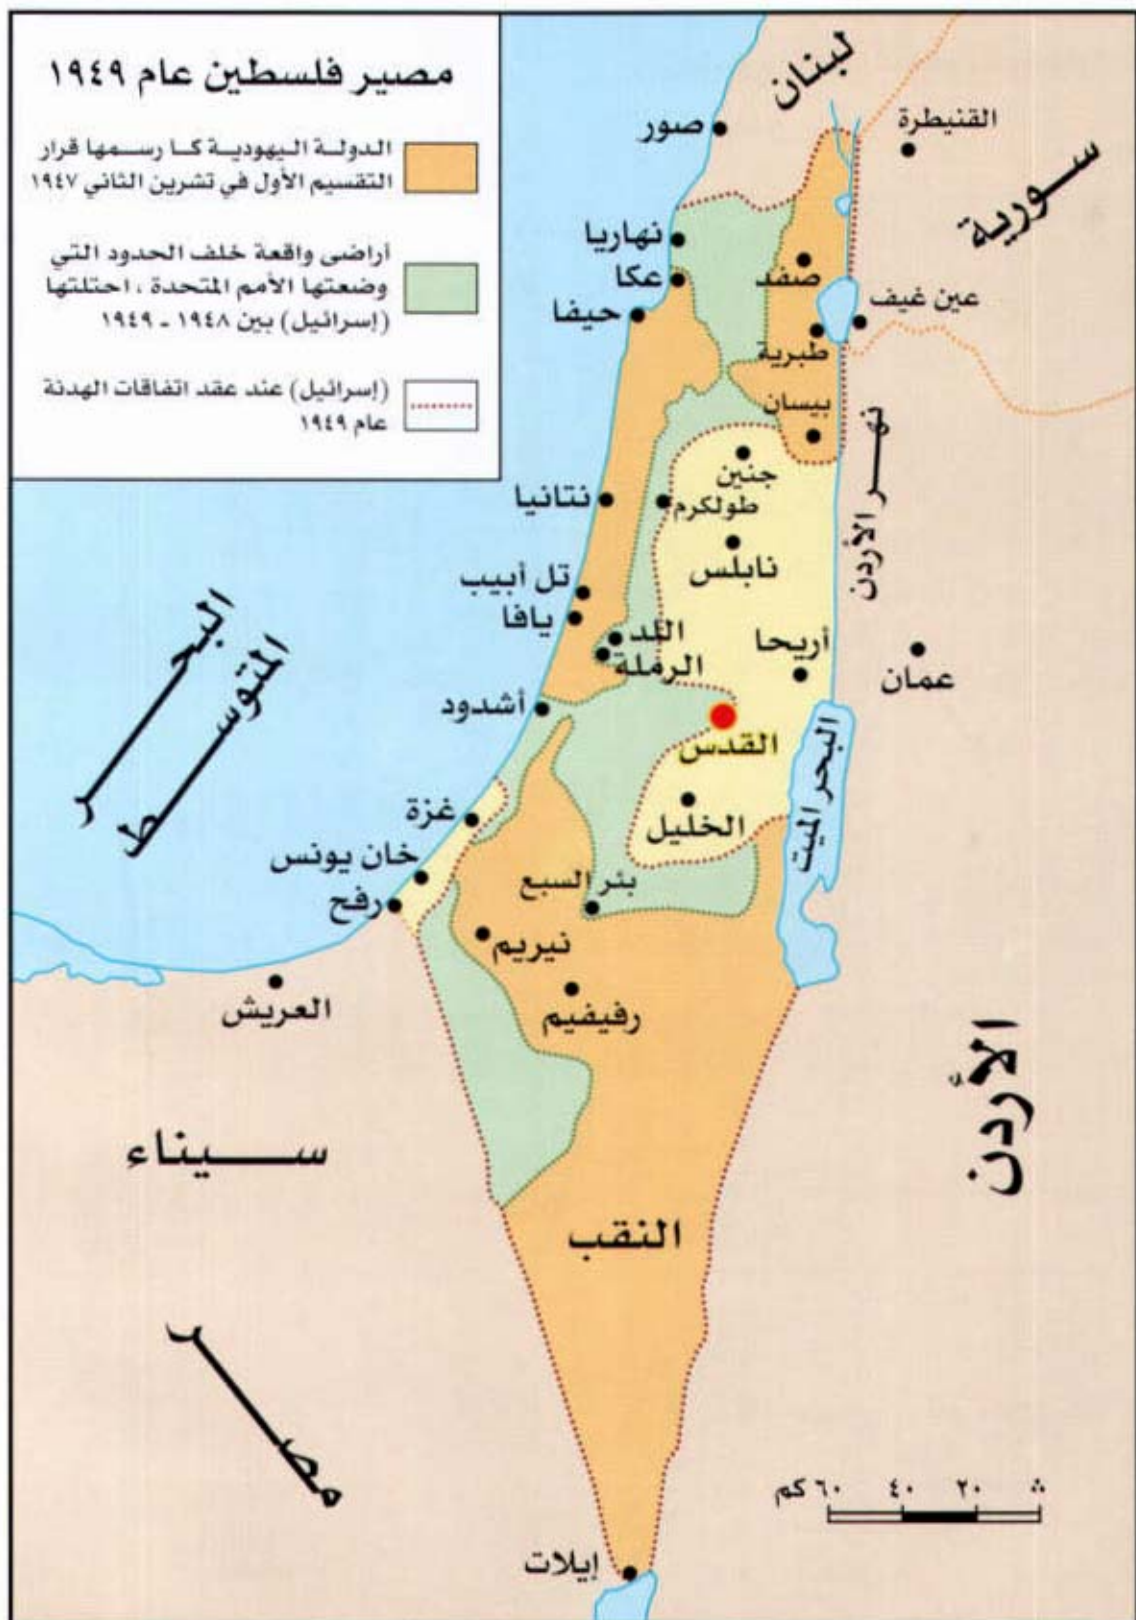 مصير فلسطين عام ١٩٤٩
الدولة اليهودية كما رسمها قرار
التقسيم الأول في تشرين الثاني ١٩٤٧
أراضى واقعة خلف الحدود التي
وضعتها الأمم المتحدة ، احتلتها
(إسرائيل) بين ١٩٤٨ - ١٩٤٩
(إسرائيل) عند عقد اتفاقات الهدنة
عام ١٩٤٩
لبنان
القنيطرة
صور
سورية
نهاريا
عكا
صفد
حيفا
عين غيف
طبرية
بيسان
نهر الأردن
جنين
نتانيا
طولكرم
نابلس
تل أبيب
يافا
اللد
الرملة
أريحا
عمان
البحر
المتوسط
أشدود
القدس
البحر الميت
غزة
الخليل
خان يونس
بئر السبع
رفح
نيريم
العريش
رفيفيم
الأردن
سيناء
النقب
مصر
٦٠ كم
٤٠
٢٠
إيلات